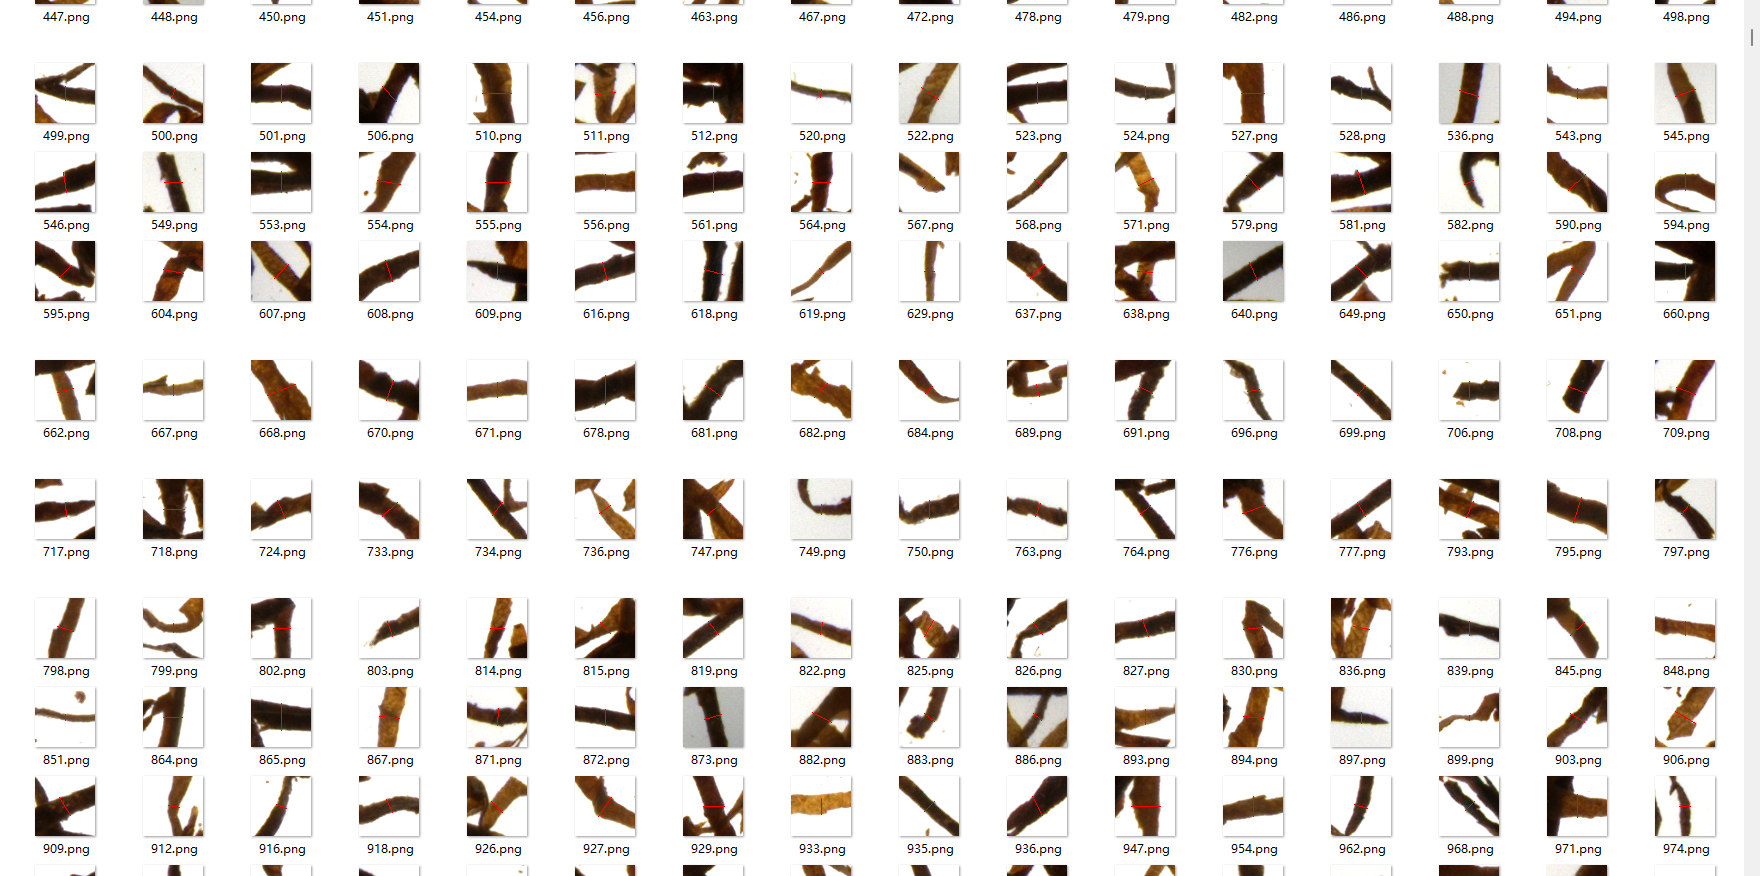 447.png 448.png 450.png 451.png 454.png 456.png 463.png 467.png 472.png 478.png 479.png 482.png 486.png 488.png 494.png 498.png
499.png 500.png 501.png 506.png 510.png 511.png 512.png 520.png 522.png 523.png 524.png 527.png 528.png 536.png 543.png 545.png
546.png 549.png 553.png 554.png 555.png 556.png 561.png 564.png 567.png 568.png 571.png 579.png 581.png 582.png 590.png 594.png
595.png 604.png 607.png 608.png 609.png 616.png 618.png 619.png 629.png 637.png 638.png 640.png 649.png 650.png 651.png 660.png
662.png 667.png 668.png 670.png 671.png 678.png 681.png 682.png 684.png 689.png 691.png 696.png 699.png 706.png 708.png 709.png
717.png 718.png 724.png 733.png 734.png 736.png 747.png 749.png 750.png 763.png 764.png 776.png 777.png 793.png 795.png 797.png
798.png 799.png 802.png 803.png 814.png 815.png 819.png 822.png 825.png 826.png 827.png 830.png 836.png 839.png 845.png 848.png
851.png 864.png 865.png 867.png 871.png 872.png 873.png 882.png 883.png 886.png 893.png 894.png 897.png 899.png 903.png 906.png
909.png 912.png 916.png 918.png 926.png 927.png 929.png 933.png 935.png 936.png 947.png 954.png 962.png 968.png 971.png 974.png